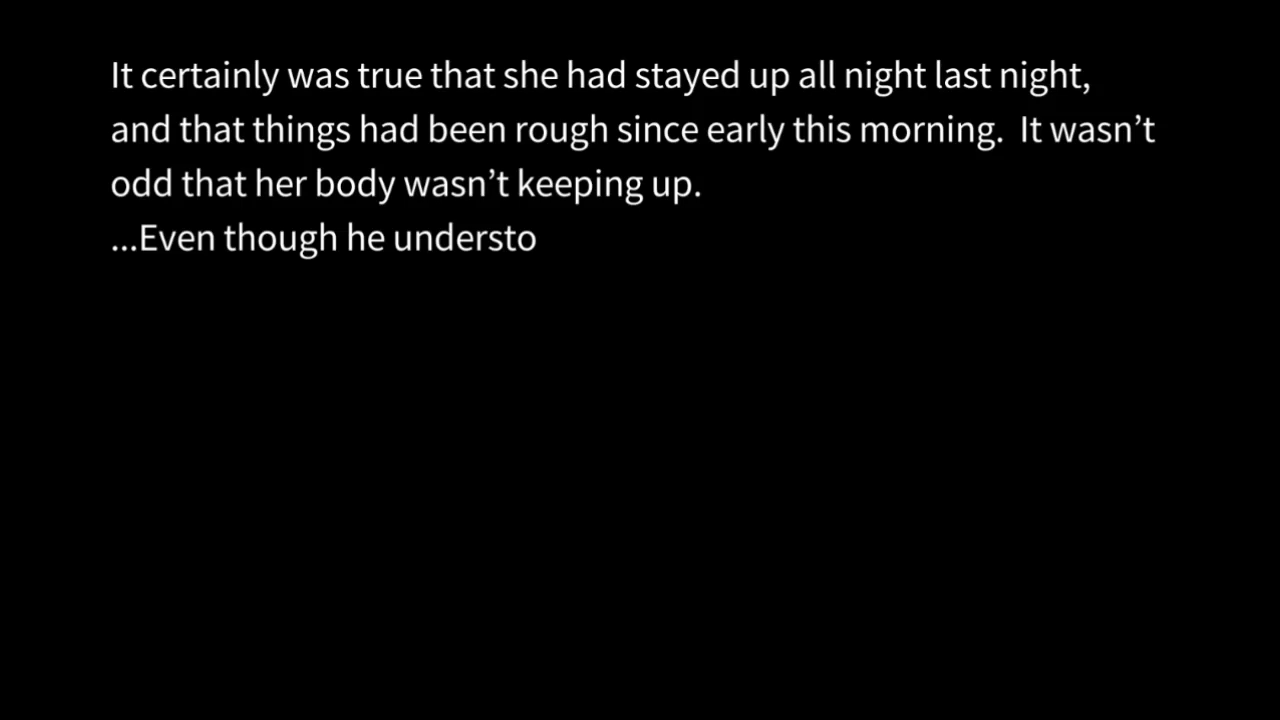 It certainly was true that she had stayed up all night last night,
and that things had been rough since early this morning.  It wasn’t
odd that her body wasn’t keeping up.
...Even though he understo